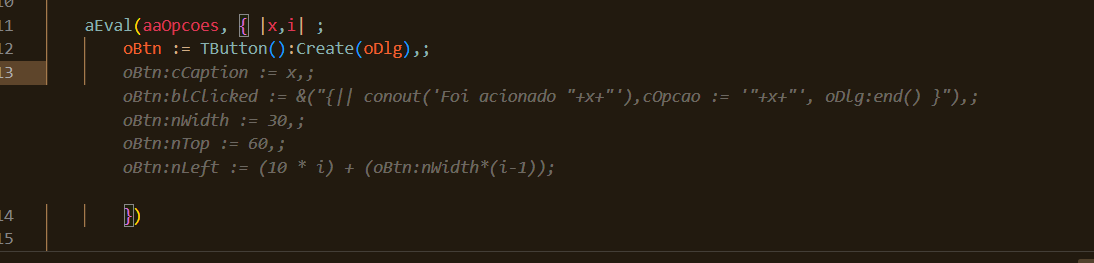 10
11 aEval(aaOpcoes, { |x,i| ;
12 oBtn := TButton():Create(oDlg),;
13 oBtn:cCaption := x,;
oBtn:blClicked := &("{|| conout('Foi acionado "+x+"'),cOpcao := '"+x+"', oDlg:end() }"),;
oBtn:nWidth := 30,;
oBtn:nTop := 60,;
oBtn:nLeft := (10 * i) + (oBtn:nWidth*(i-1));
14 })
15